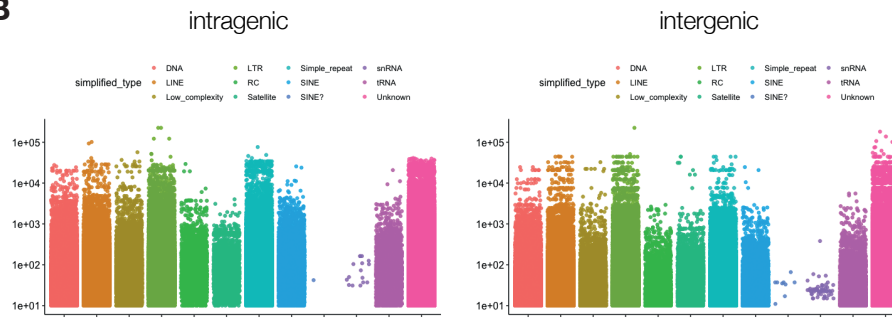 B
intragenic
intergenic
simplified_type
DNA
LINE
Low_complexity
LTR
RC
Satellite
Simple_repeat
SINE
SINE?
snRNA
tRNA
Unknown
simplified_type
DNA
LINE
Low_complexity
LTR
RC
Satellite
Simple_repeat
SINE
SINE?
snRNA
tRNA
Unknown
1e+05
1e+04
1e+03
1e+02
1e+01
1e+05
1e+04
1e+03
1e+02
1e+01